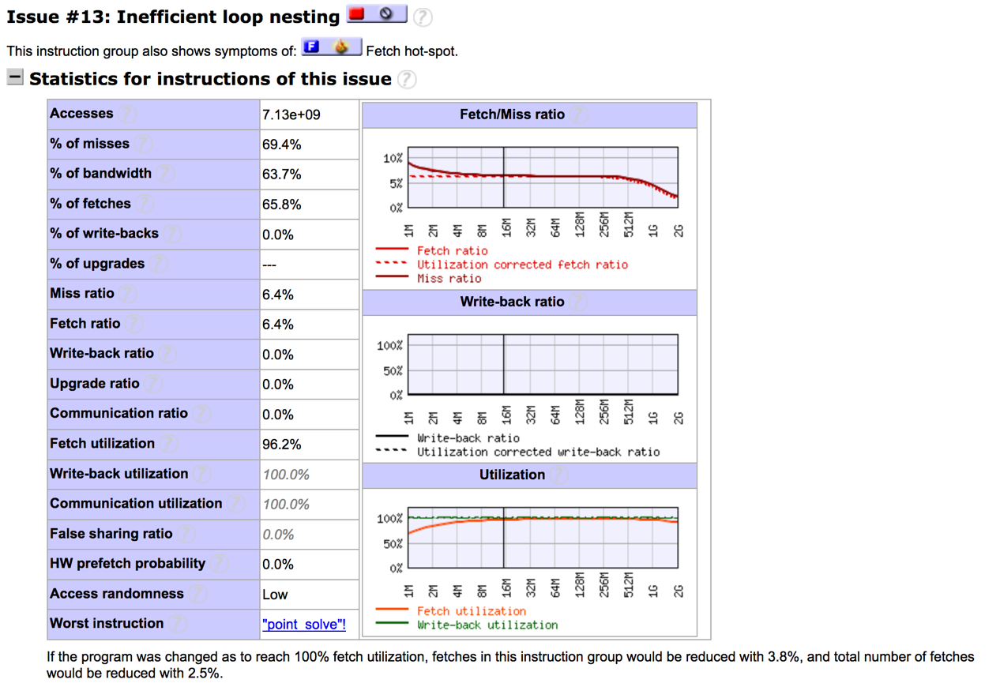 Issue #13: Inefficient loop nesting ?
This instruction group also shows symptoms of: F Fetch hot-spot.
− Statistics for instructions of this issue ?
Accesses ? 7.13e+09
% of misses ? 69.4%
% of bandwidth ? 63.7%
% of fetches ? 65.8%
% of write-backs ? 0.0%
% of upgrades ? ---
Miss ratio ? 6.4%
Fetch ratio ? 6.4%
Write-back ratio ? 0.0%
Upgrade ratio ? 0.0%
Communication ratio ? 0.0%
Fetch utilization ? 96.2%
Write-back utilization ? 100.0%
Communication utilization ? 100.0%
False sharing ratio ? 0.0%
HW prefetch probability ? 0.0%
Access randomness ? Low
Worst instruction ? "point_solve"!
Fetch/Miss ratio ?
10%
5%
0%
1M 2M 4M 8M 16M 32M 64M 128M 256M 512M 1G 2G
Fetch ratio
Utilization corrected fetch ratio
Miss ratio
Write-back ratio ?
100%
50%
0%
1M 2M 4M 8M 16M 32M 64M 128M 256M 512M 1G 2G
Write-back ratio
Utilization corrected write-back ratio
Utilization ?
100%
50%
0%
1M 2M 4M 8M 16M 32M 64M 128M 256M 512M 1G 2G
Fetch utilization
Write-back utilization
If the program was changed as to reach 100% fetch utilization, fetches in this instruction group would be reduced with 3.8%, and total number of fetches
would be reduced with 2.5%.